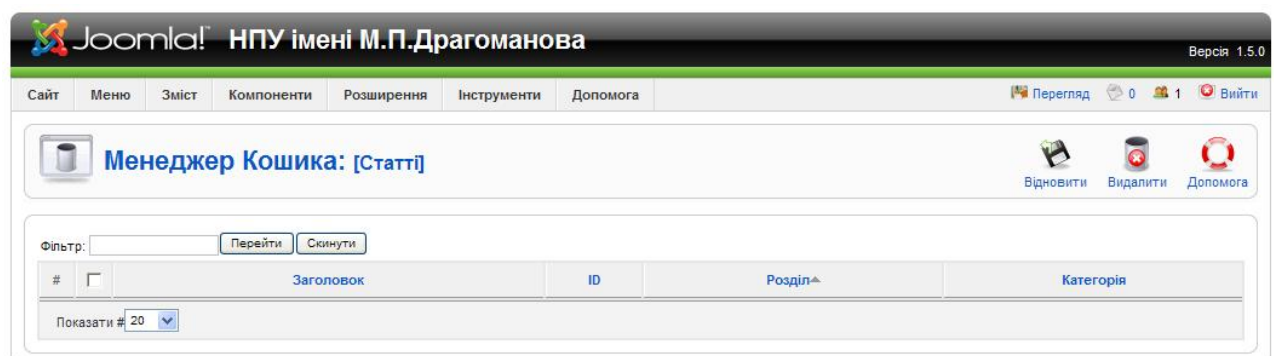 Joomla! НПУ імені М.П.Драгоманова
Версія 1.5.0
Сайт Меню Зміст Компоненти Розширення Інструменти Допомога Перегляд 0 1 Вийти
Менеджер Кошика: [Статті]
Відновити Видалити Допомога
Фільтр: Перейти Скинути
# Заголовок ID Розділ Категорія
Показати # 20